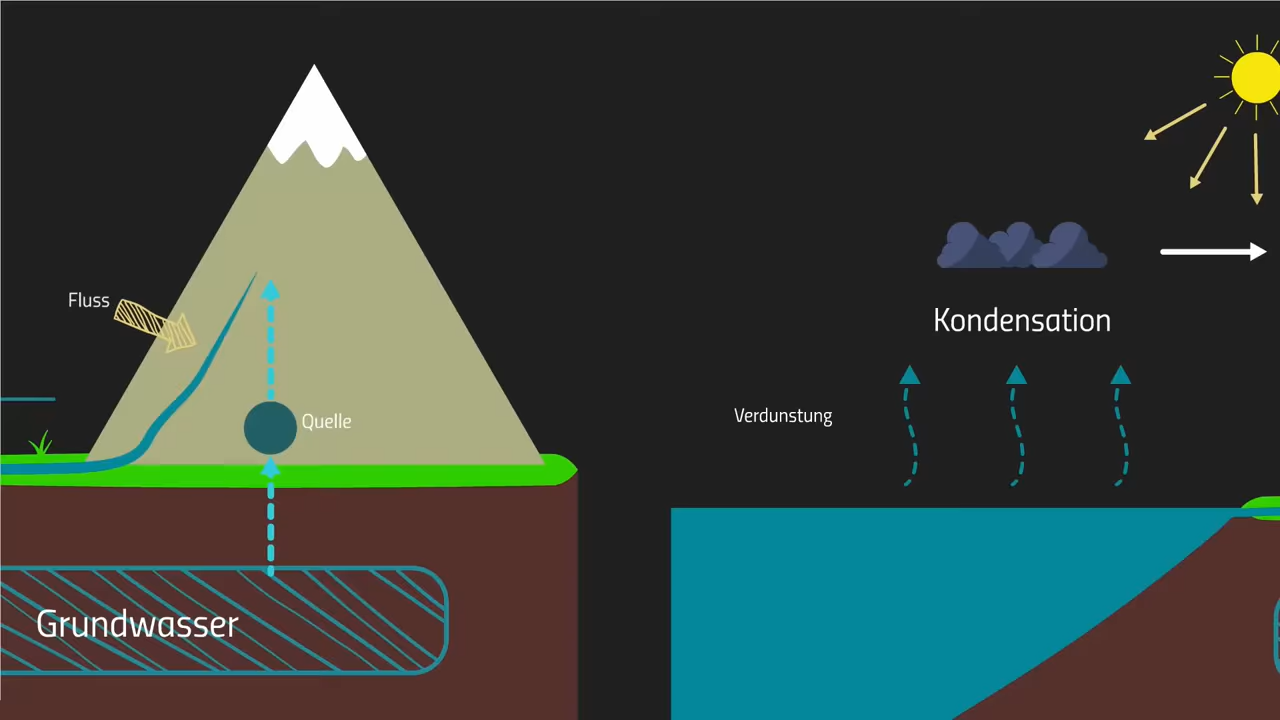 Fluss
Quelle
Grundwasser
Kondensation
Verdunstung